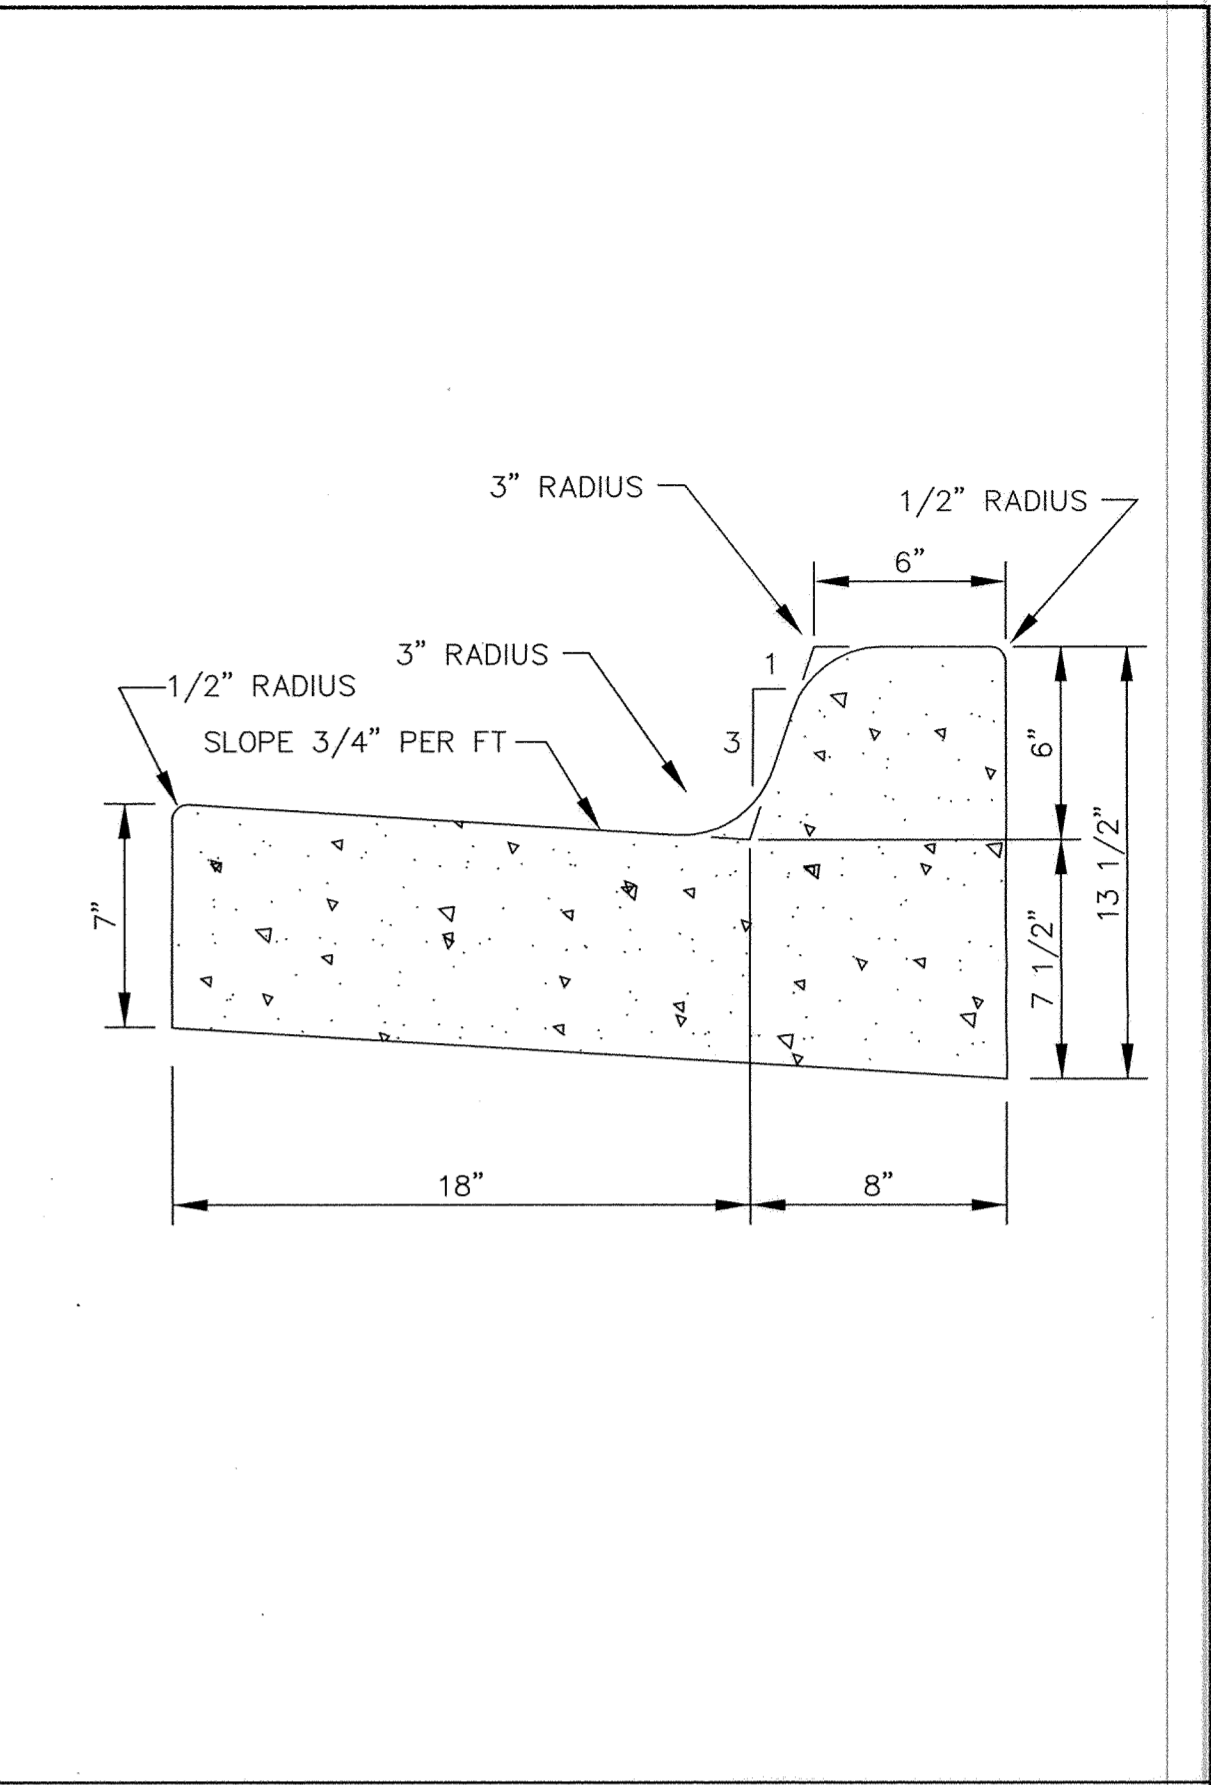 3” RADIUS
1/2” RADIUS
6”
3” RADIUS
1
1/2” RADIUS
SLOPE 3/4” PER FT
3
6”
13 1/2”
7”
7 1/2”
18”
8”